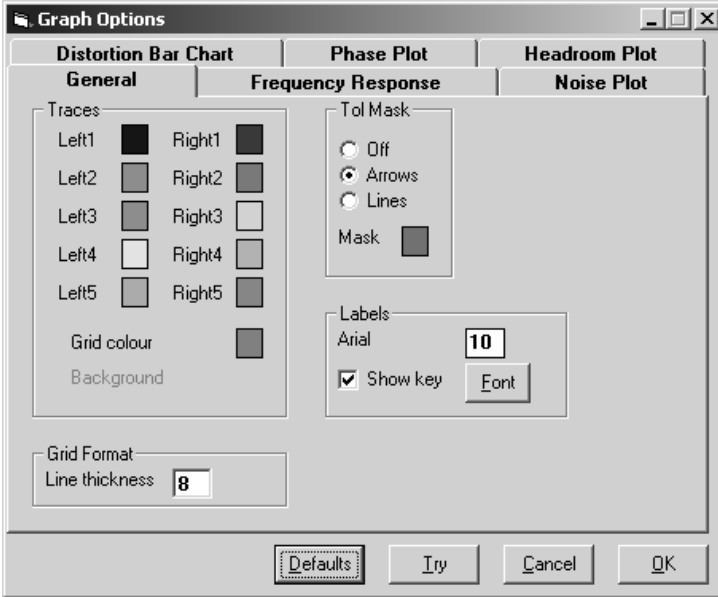 Graph Options
Distortion Bar Chart Phase Plot Headroom Plot
General Frequency Response Noise Plot
Traces
Left1 Right1
Left2 Right2
Left3 Right3
Left4 Right4
Left5 Right5
Grid colour
Background
Tol Mask
Off
Arrows
Lines
Mask
Labels
Arial 10
Show key Font
Grid Format
Line thickness 8
Defaults Try Cancel OK